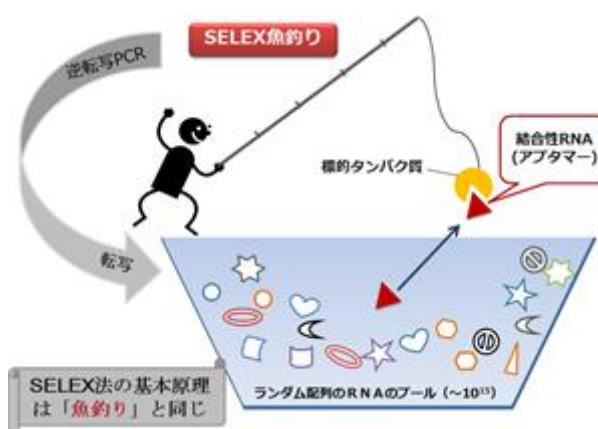 SELEX魚釣り
逆転写PCR
結合性RNA
(アプタマー)
標的タンパク質
転写
SELEX法の基本原理
は「魚釣り」と同じ
ランダム配列のRNAのプール（～10¹⁵）